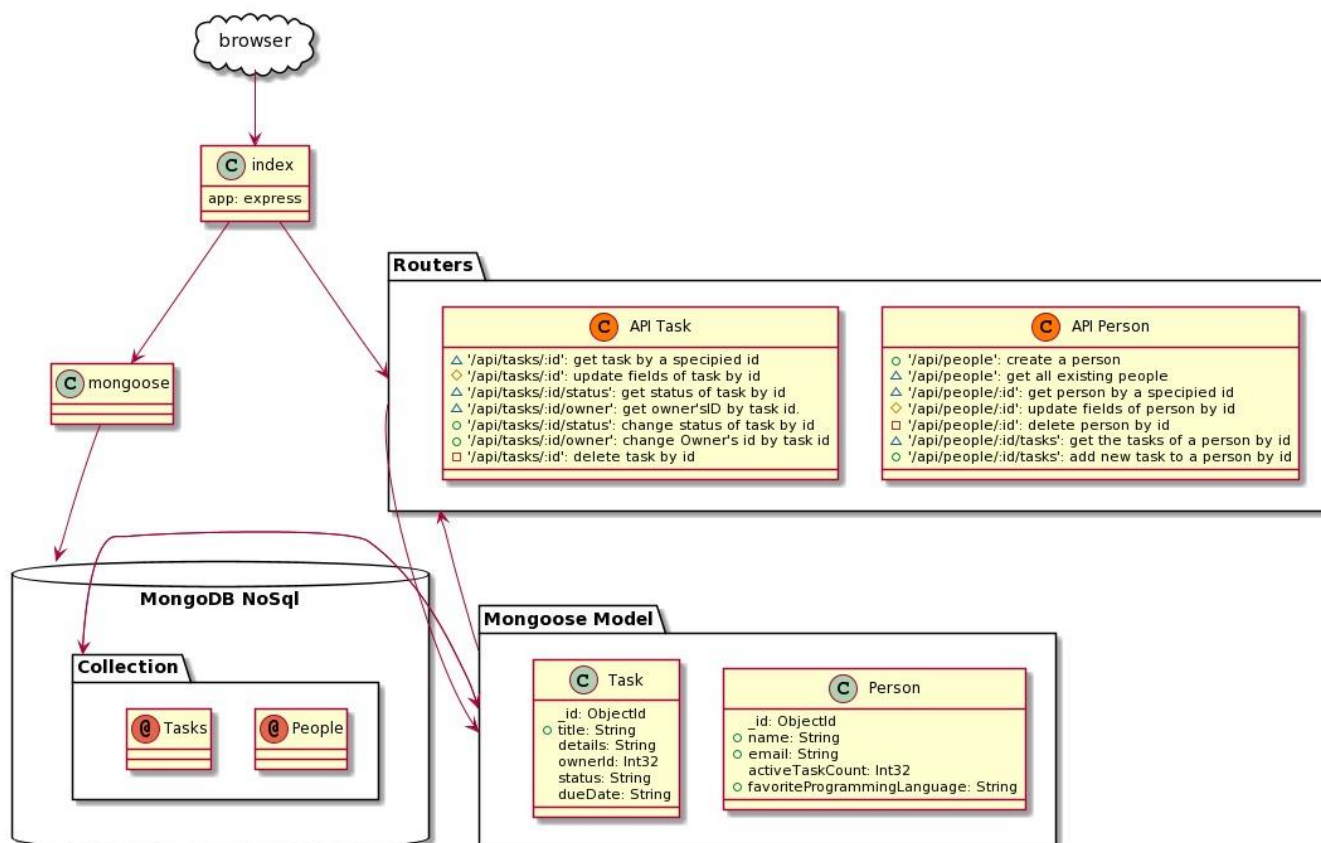 browser
C index
app: express
Routers
C API Task
'/api/tasks/:id': get task by a specipied id
'/api/tasks/:id': update fields of task by id
'/api/tasks/:id/status': get status of task by id
'/api/tasks/:id/owner': get owner'sID by task id.
'/api/tasks/:id/status': change status of task by id
'/api/tasks/:id/owner': change Owner's id by task id
'/api/tasks/:id': delete task by id
C API Person
'/api/people': create a person
'/api/people': get all existing people
'/api/people/:id': get person by a specipied id
'/api/people/:id': update fields of person by id
'/api/people/:id': delete person by id
'/api/people/:id/tasks': get the tasks of a person by id
'/api/people/:id/tasks': add new task to a person by id
C mongoose
MongoDB NoSql
Collection
@ Tasks
@ People
Mongoose Model
C Task
_id: ObjectId
title: String
details: String
ownerId: Int32
status: String
dueDate: String
C Person
_id: ObjectId
name: String
email: String
activeTaskCount: Int32
favoriteProgrammingLanguage: String